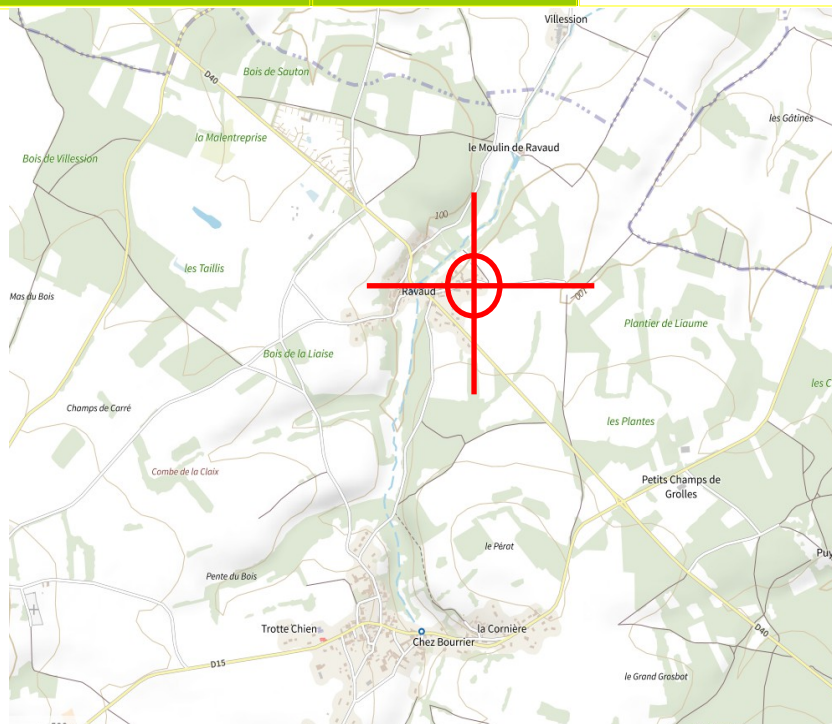 Villession
Bois de Sauton
D40
les Gâtines
la Malentreprise
le Moulin de Ravaud
Bois de Villession
100
les Taillis
Ravaud
100
Mas du Bois
Plantier de Liaume
Bois de la Liaise
les C
Champs de Carré
les Plantes
Combe de la Claix
Petits Champs de
Grolles
le Pérat
Puy
Pente du Bois
Trotte Chien
la Cornière
D40
Chez Bourrier
D15
le Grand Grosbot